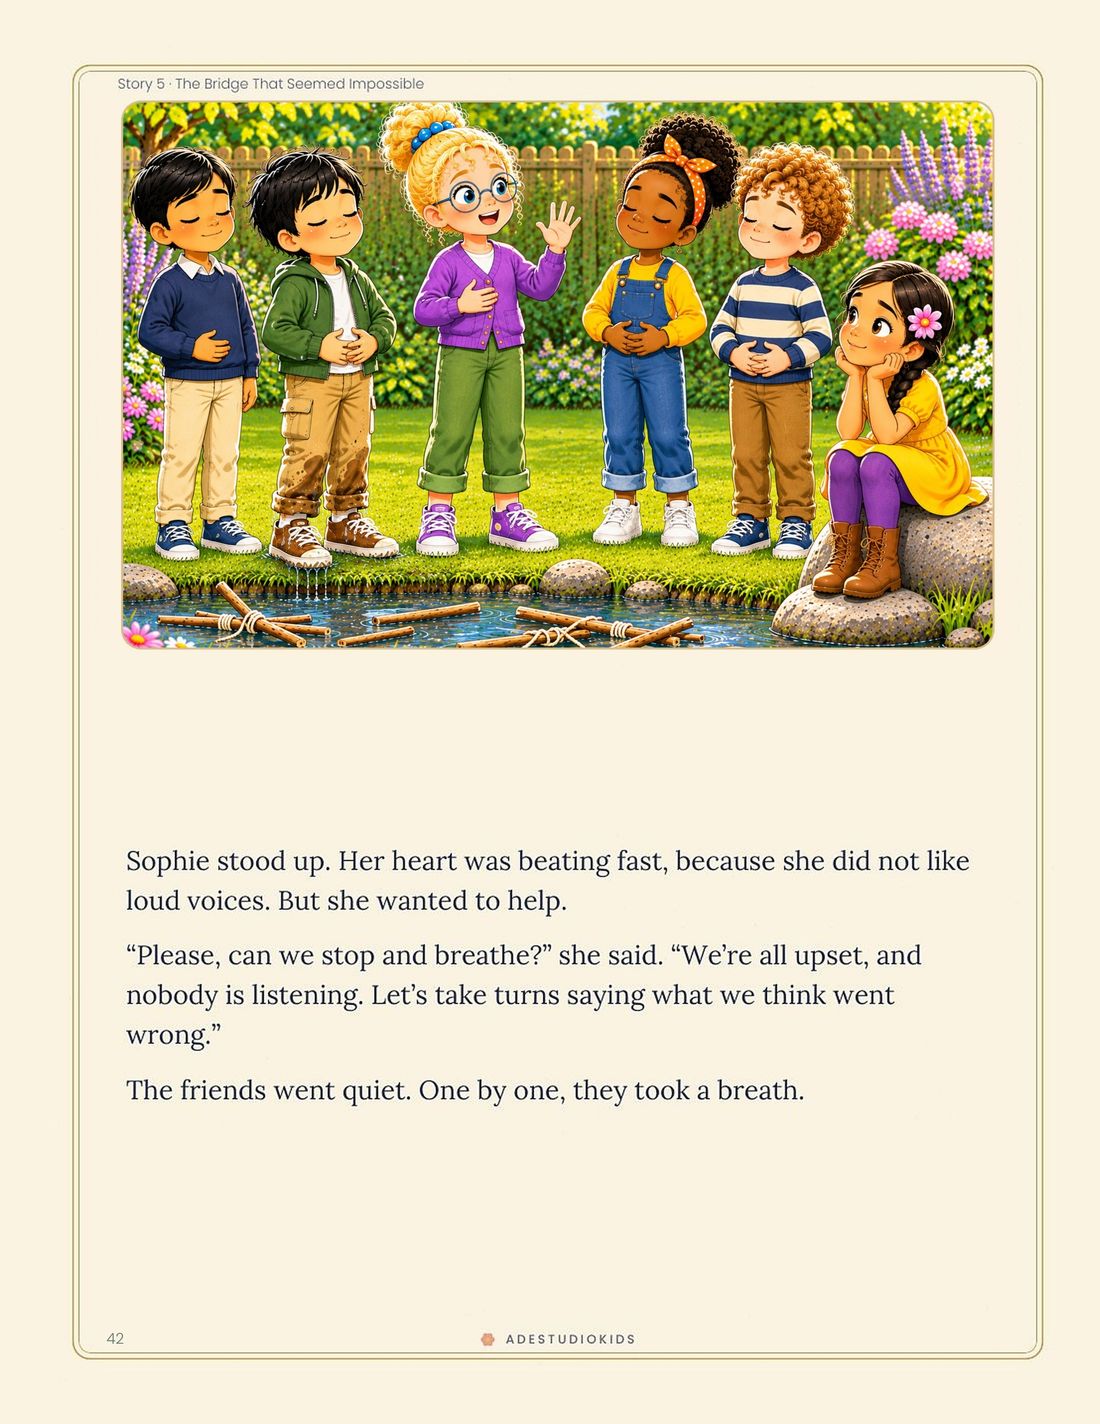 Story 5 · The Bridge That Seemed Impossible
Sophie stood up. Her heart was beating fast, because she did not like
loud voices. But she wanted to help.
“Please, can we stop and breathe?” she said. “We’re all upset, and
nobody is listening. Let’s take turns saying what we think went
wrong.”
The friends went quiet. One by one, they took a breath.
42
ADESTUDIOKIDS